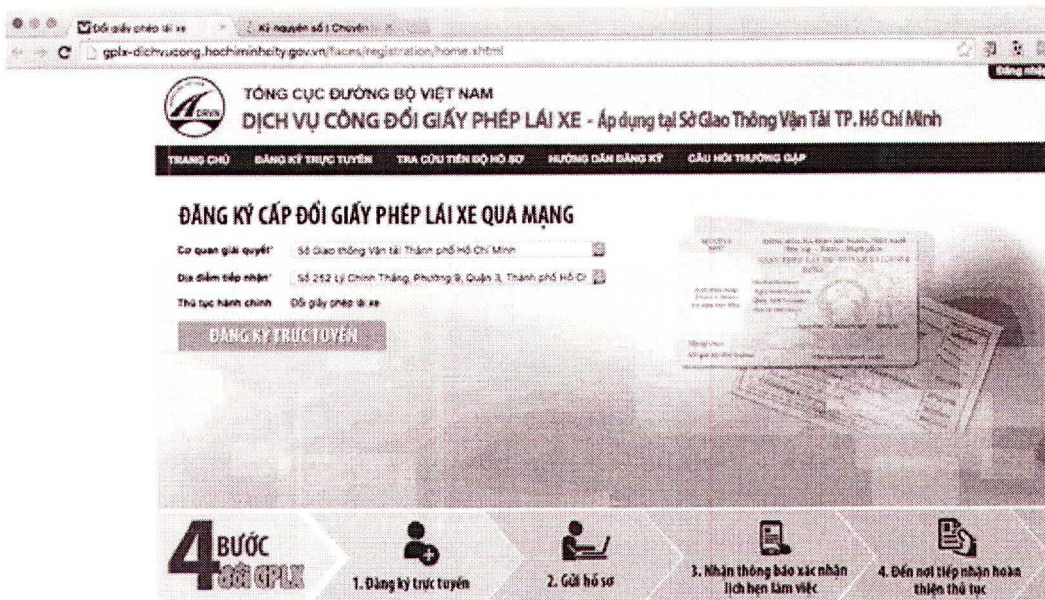 Đổi giấy phép lái xe
Kỷ nguyên số | Chuyên
gplx-dichvucong.hochiminhcity.gov.vn/faces/registration/home.xhtml
Đăng nhập
TỔNG CỤC ĐƯỜNG BỘ VIỆT NAM
DỊCH VỤ CÔNG ĐỔI GIẤY PHÉP LÁI XE - Áp dụng tại Sở Giao Thông Vận Tải TP. Hồ Chí Minh
TRANG CHỦ ĐĂNG KÝ TRỰC TUYẾN TRA CỨU TIẾN ĐỘ HỒ SƠ HƯỚNG DẪN ĐĂNG KÝ CÂU HỎI THƯỜNG GẶP
ĐĂNG KÝ CẤP ĐỔI GIẤY PHÉP LÁI XE QUA MẠNG
Cơ quan giải quyết* Sở Giao thông Vận tải Thành phố Hồ Chí Minh
Địa điểm tiếp nhận* Số 252 Lý Chính Thắng, Phường 9, Quận 3, Thành phố Hồ Ch
Thủ tục hành chính Đổi giấy phép lái xe
ĐĂNG KÝ TRỰC TUYẾN
4 BƯỚC
ĐỔI GPLX
1. Đăng ký trực tuyến
2. Gửi hồ sơ
3. Nhận thông báo xác nhận
lịch hẹn làm việc
4. Đến nơi tiếp nhận hoàn
thiện thủ tục